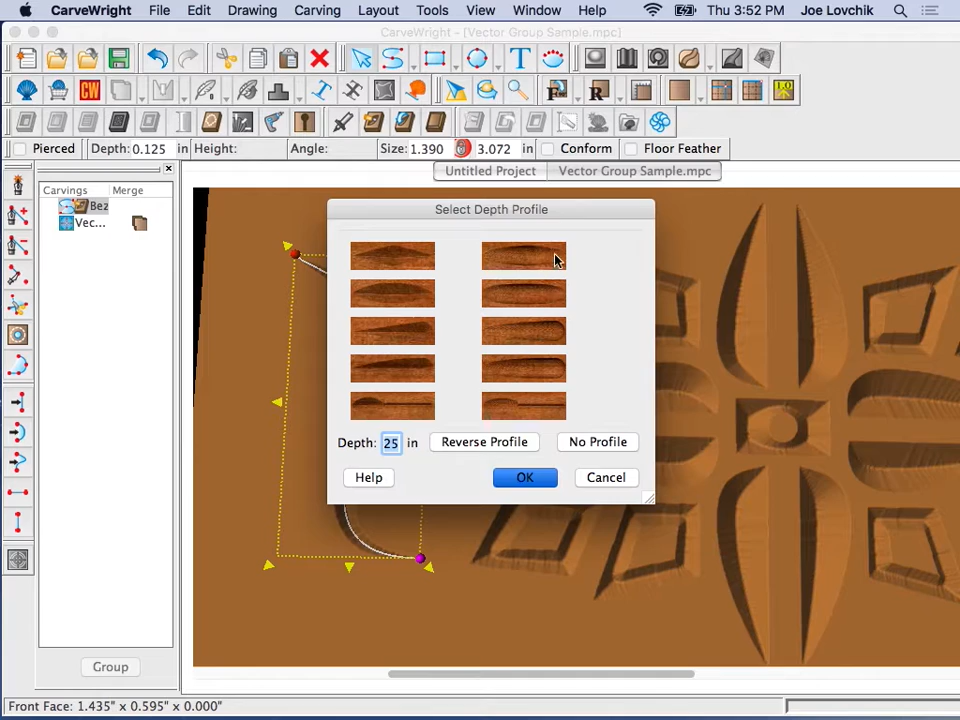 CarveWright File Edit Drawing Carving Layout Tools View Window Help Thu 3:52 PM Joe Lovchik
CarveWright - [Vector Group Sample.mpc]
CW T
F R LO
Pierced Depth: 0.125 in Height: Angle: Size: 1.390 3.072 in Conform Floor Feather
Untitled Project Vector Group Sample.mpc
Carvings Merge
Bez
Vec...
Select Depth Profile
Depth: 25 in Reverse Profile No Profile
Help OK Cancel
Group
Front Face: 1.435" x 0.595" x 0.000"